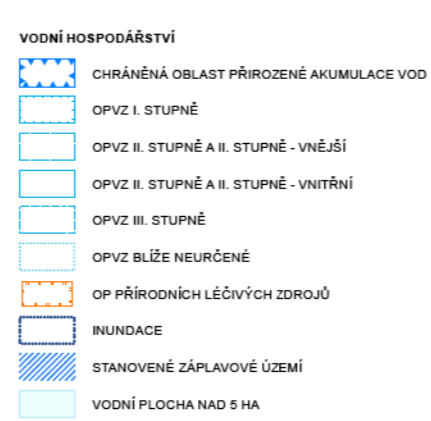 VODNÍ HOSPODÁŘSTVÍ
CHRÁNĚNÁ OBLAST PŘIROZENÉ AKUMULACE VOD
OPVZ I. STUPNĚ
OPVZ II. STUPNĚ A II. STUPNĚ - VNĚJŠÍ
OPVZ II. STUPNĚ A II. STUPNĚ - VNITŘNÍ
OPVZ III. STUPNĚ
OPVZ BLÍŽE NEURČENÉ
OP PŘÍRODNÍCH LÉČIVÝCH ZDROJŮ
INUNDACE
STANOVENÉ ZÁPLAVOVÉ ÚZEMÍ
VODNÍ PLOCHA NAD 5 HA